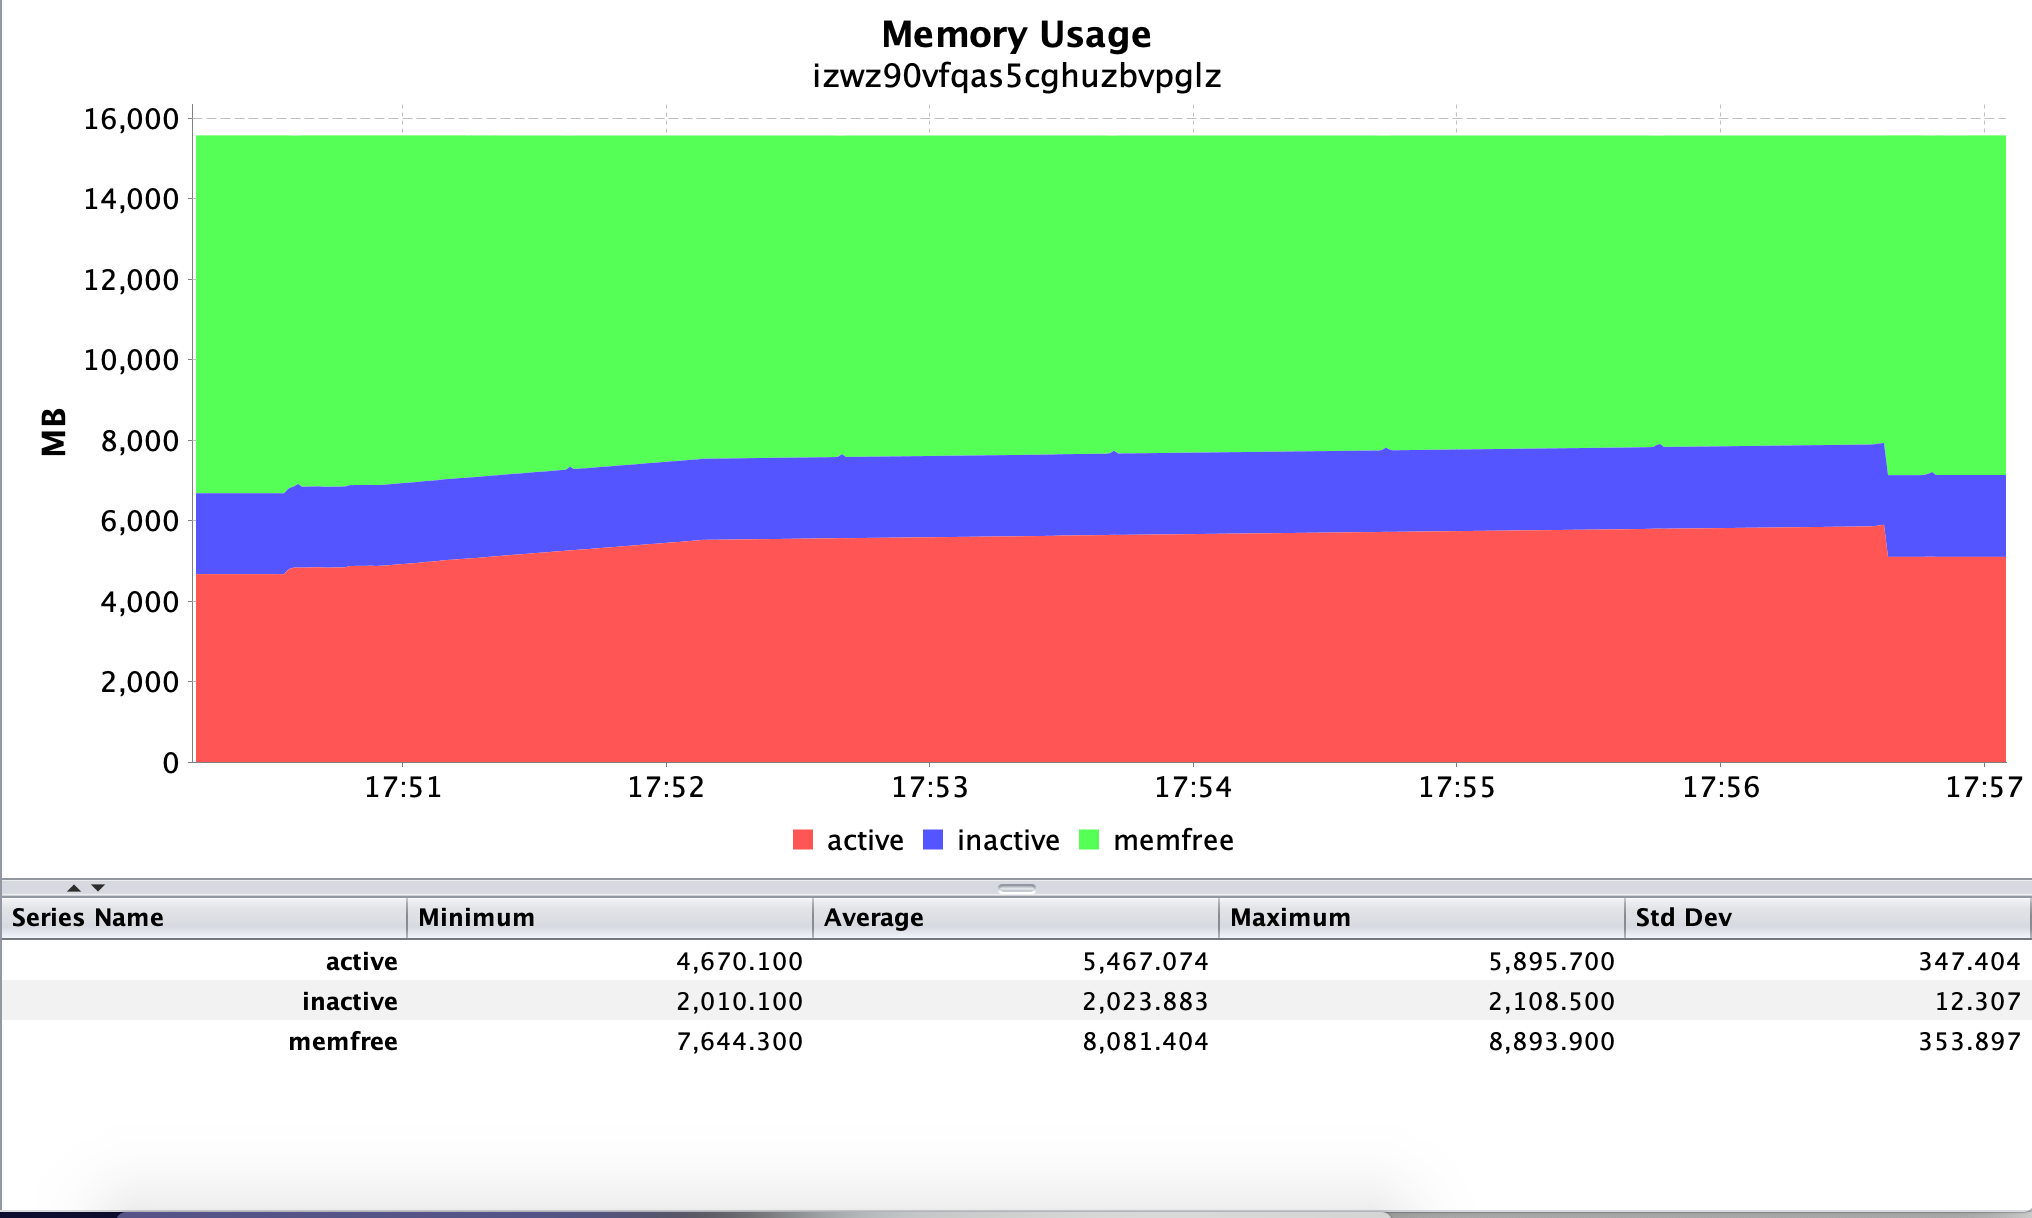 Memory Usage
izwz90vfqas5cghuzbvpglz
16,000
14,000
12,000
10,000
8,000
6,000
4,000
2,000
0
MB
17:51 17:52 17:53 17:54 17:55 17:56 17:57
active inactive memfree
Series Name Minimum Average Maximum Std Dev
active 4,670.100 5,467.074 5,895.700 347.404
inactive 2,010.100 2,023.883 2,108.500 12.307
memfree 7,644.300 8,081.404 8,893.900 353.897